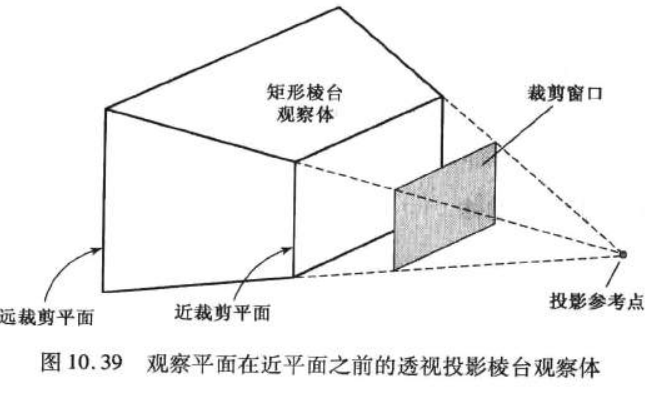 矩形棱台
观察体
裁剪窗口
远裁剪平面
近裁剪平面
投影参考点
图 10.39 观察平面在近平面之前的透视投影棱台观察体